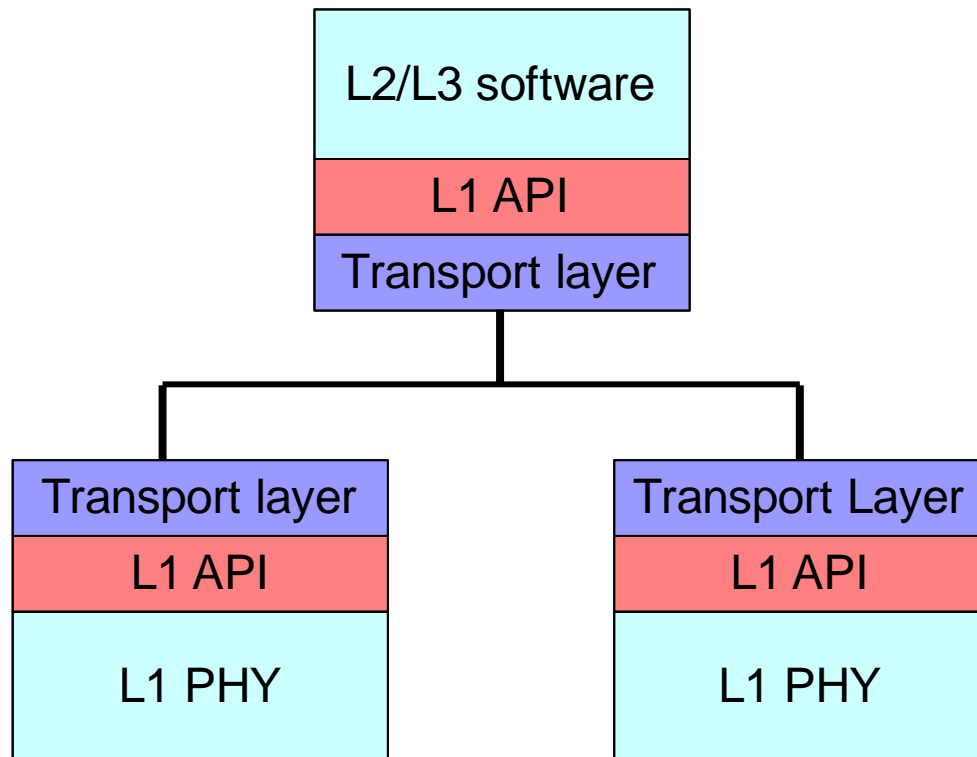 L2/L3 software
L1 API
Transport layer
Transport layer
L1 API
L1 PHY
Transport Layer
L1 API
L1 PHY